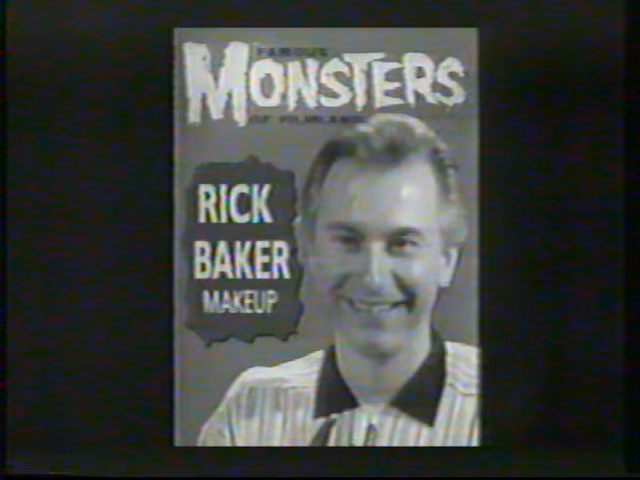 FAMOUS
MONSTERS
OF FILMLAND
RICK
BAKER
MAKEUP